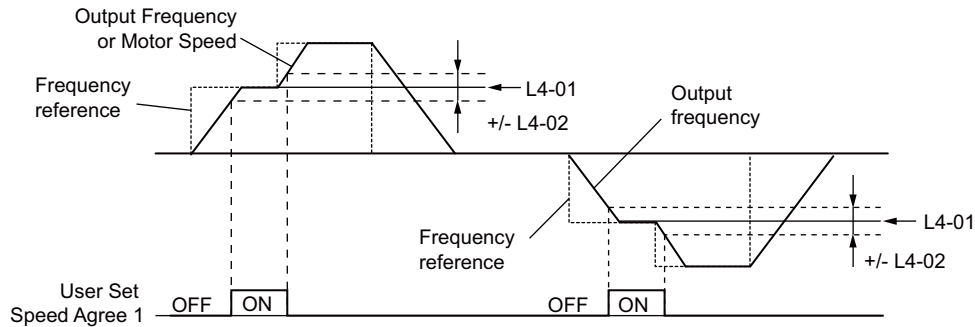 Output Frequency
or Motor Speed
Frequency
reference
L4-01
+/- L4-02
Output
frequency
Frequency
reference
L4-01
+/- L4-02
User Set
Speed Agree 1
OFF ON OFF ON